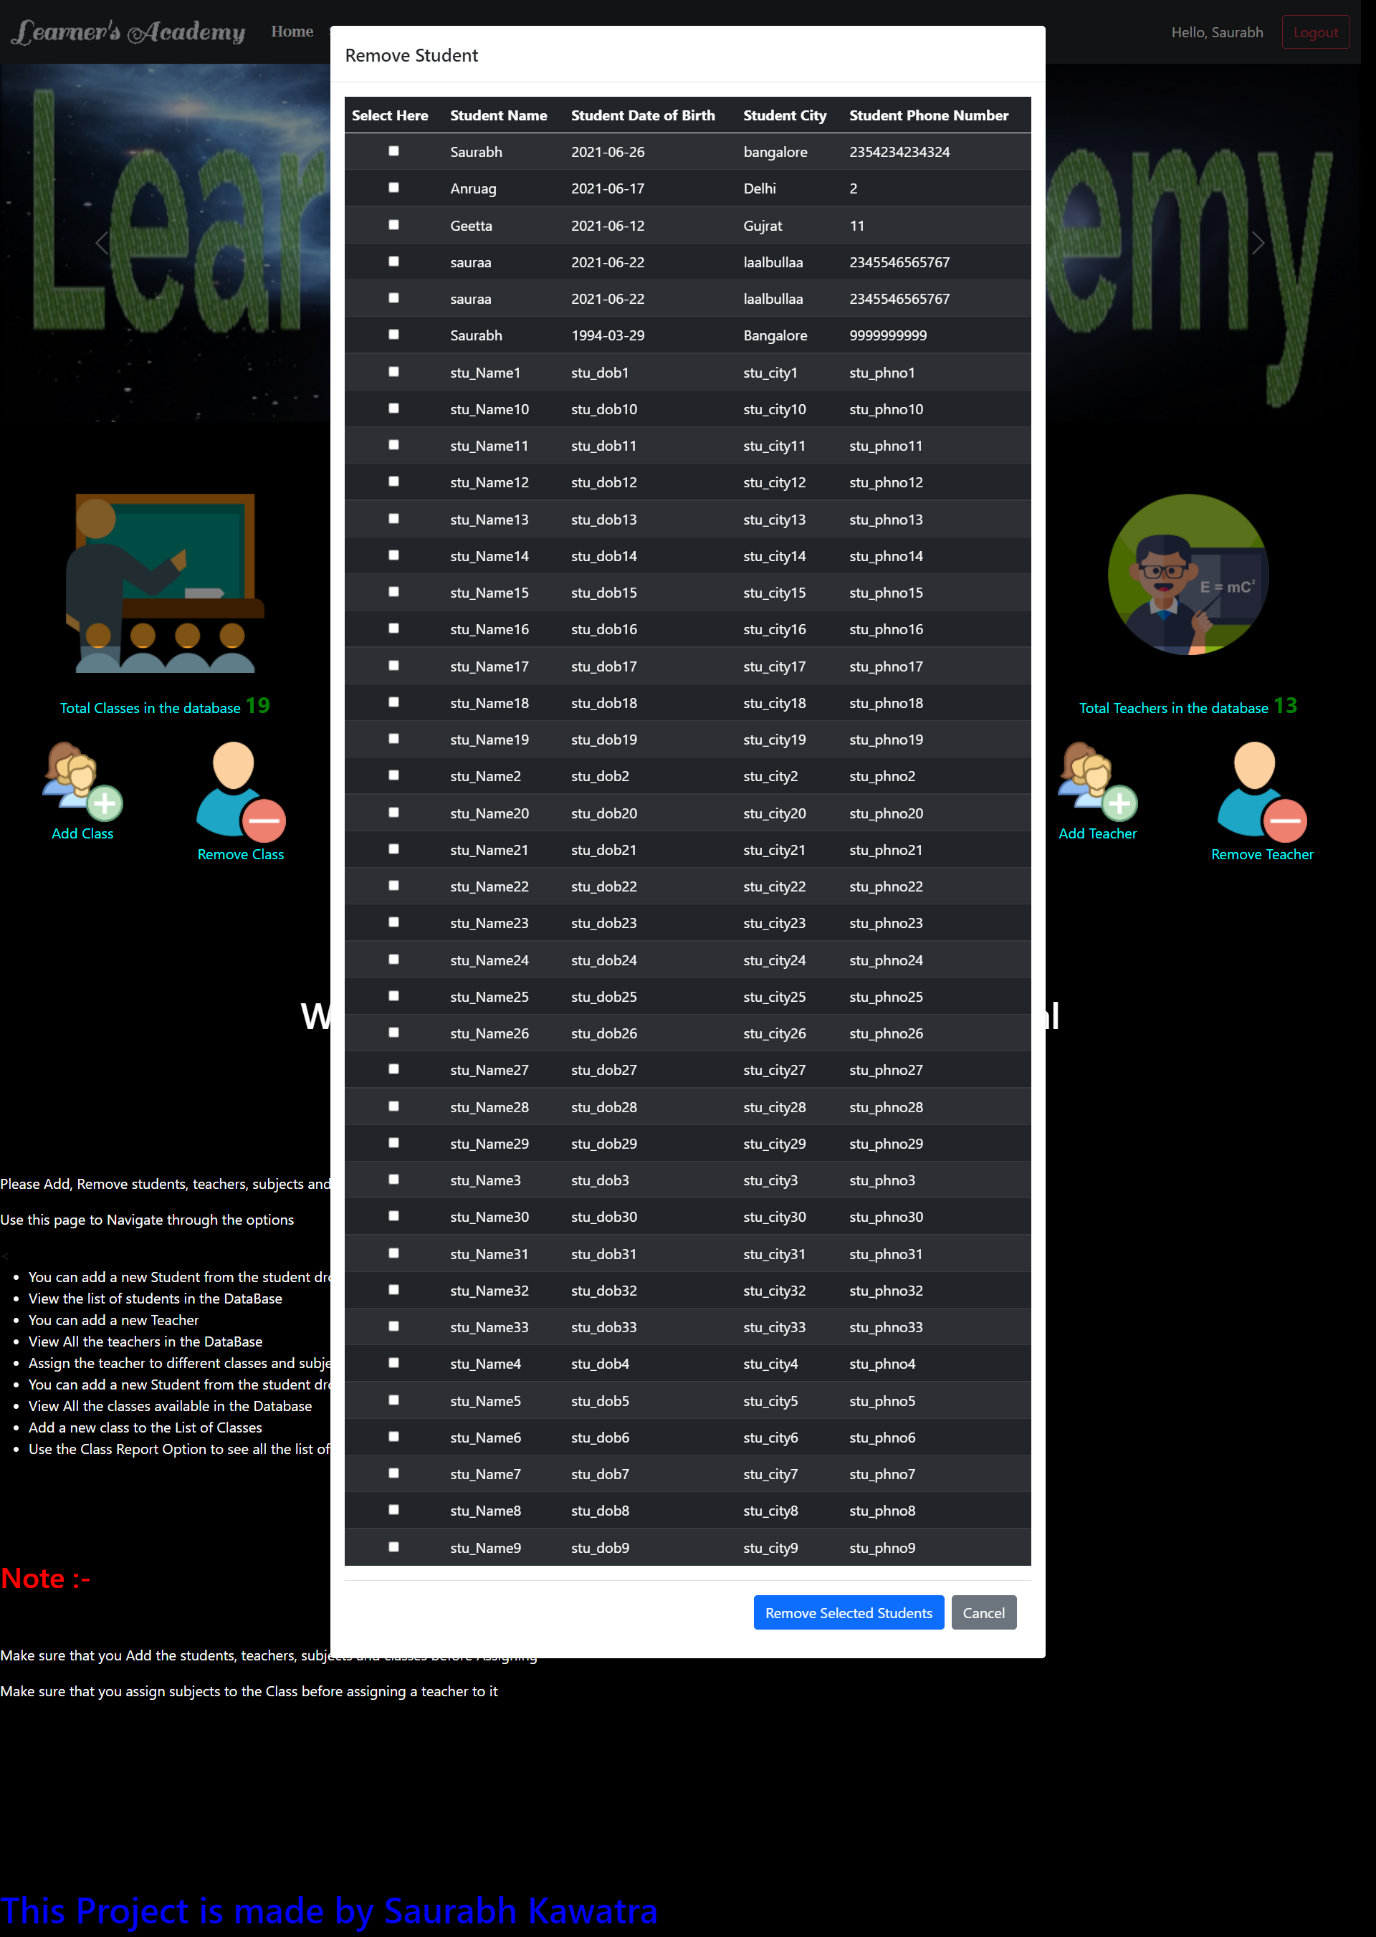 Learner's Academy
Home
Hello, Saurabh
Logout
Remove Student
Lear
emy
Select Here Student Name Student Date of Birth Student City Student Phone Number
Saurabh 2021-06-26 bangalore 2354234234324
Anruag 2021-06-17 Delhi 2
Geetta 2021-06-12 Gujrat 11
sauraa 2021-06-22 laalbullaa 2345546565767
sauraa 2021-06-22 laalbullaa 2345546565767
Saurabh 1994-03-29 Bangalore 9999999999
stu_Name1 stu_dob1 stu_city1 stu_phno1
stu_Name10 stu_dob10 stu_city10 stu_phno10
stu_Name11 stu_dob11 stu_city11 stu_phno11
stu_Name12 stu_dob12 stu_city12 stu_phno12
stu_Name13 stu_dob13 stu_city13 stu_phno13
stu_Name14 stu_dob14 stu_city14 stu_phno14
stu_Name15 stu_dob15 stu_city15 stu_phno15
stu_Name16 stu_dob16 stu_city16 stu_phno16
stu_Name17 stu_dob17 stu_city17 stu_phno17
stu_Name18 stu_dob18 stu_city18 stu_phno18
stu_Name19 stu_dob19 stu_city19 stu_phno19
stu_Name2 stu_dob2 stu_city2 stu_phno2
stu_Name20 stu_dob20 stu_city20 stu_phno20
stu_Name21 stu_dob21 stu_city21 stu_phno21
stu_Name22 stu_dob22 stu_city22 stu_phno22
stu_Name23 stu_dob23 stu_city23 stu_phno23
stu_Name24 stu_dob24 stu_city24 stu_phno24
stu_Name25 stu_dob25 stu_city25 stu_phno25
stu_Name26 stu_dob26 stu_city26 stu_phno26
stu_Name27 stu_dob27 stu_city27 stu_phno27
stu_Name28 stu_dob28 stu_city28 stu_phno28
stu_Name29 stu_dob29 stu_city29 stu_phno29
stu_Name3 stu_dob3 stu_city3 stu_phno3
stu_Name30 stu_dob30 stu_city30 stu_phno30
stu_Name31 stu_dob31 stu_city31 stu_phno31
stu_Name32 stu_dob32 stu_city32 stu_phno32
stu_Name33 stu_dob33 stu_city33 stu_phno33
stu_Name4 stu_dob4 stu_city4 stu_phno4
stu_Name5 stu_dob5 stu_city5 stu_phno5
stu_Name6 stu_dob6 stu_city6 stu_phno6
stu_Name7 stu_dob7 stu_city7 stu_phno7
stu_Name8 stu_dob8 stu_city8 stu_phno8
stu_Name9 stu_dob9 stu_city9 stu_phno9
Remove Selected Students
Cancel
E = mC²
Total Classes in the database 19
Total Teachers in the database 13
Add Class
Remove Class
Add Teacher
Remove Teacher
Please Add, Remove students, teachers, subjects and
Use this page to Navigate through the options
<
• You can add a new Student from the student
• View the list of students in the DataBase
• You can add a new Teacher
• View All the teachers in the DataBase
• Assign the teacher to different classes and
• You can add a new Student from the student
• View All the classes available in the Database
• Add a new class to the List of Classes
• Use the Class Report Option to see all the list of
Note :-
Make sure that you Add the students, teachers, subjects and classes before Assigning
Make sure that you assign subjects to the Class before assigning a teacher to it
This Project is made by Saurabh Kawatra